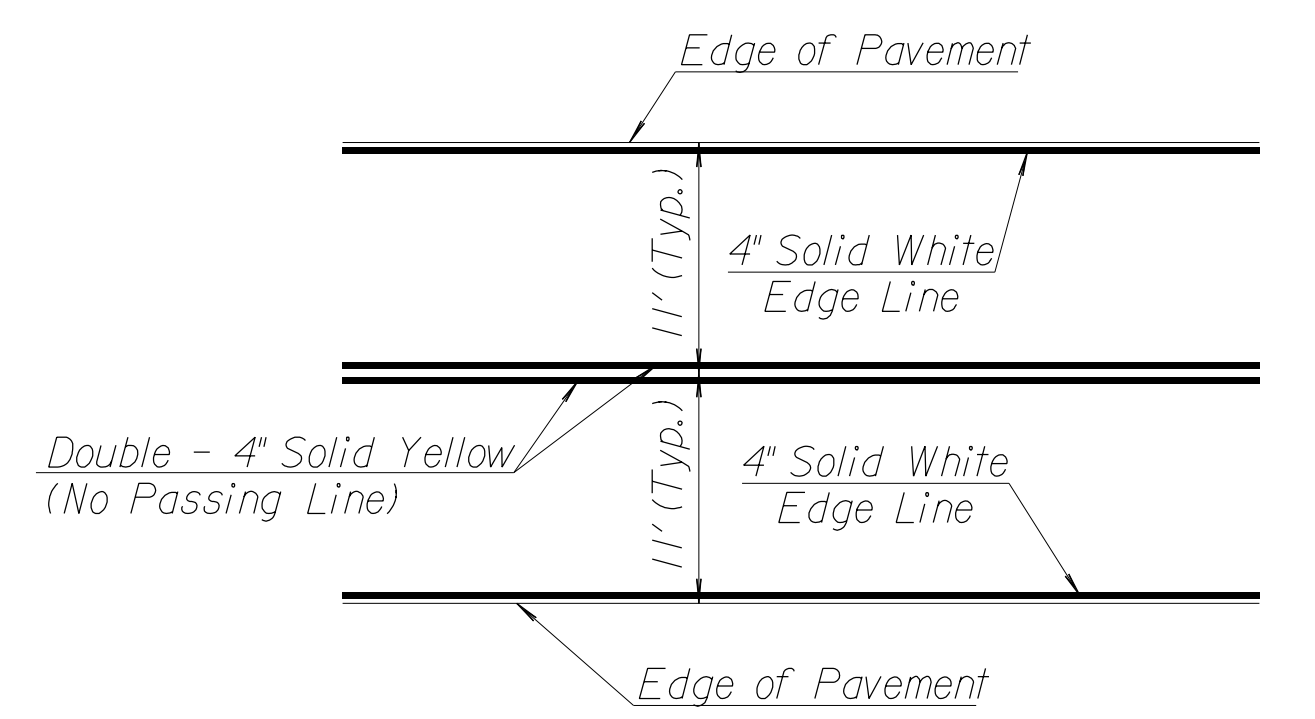 Edge of Pavement
11' (Typ.)
4" Solid White
Edge Line
Double - 4" Solid Yellow
(No Passing Line)
11' (Typ.)
4" Solid White
Edge Line
Edge of Pavement